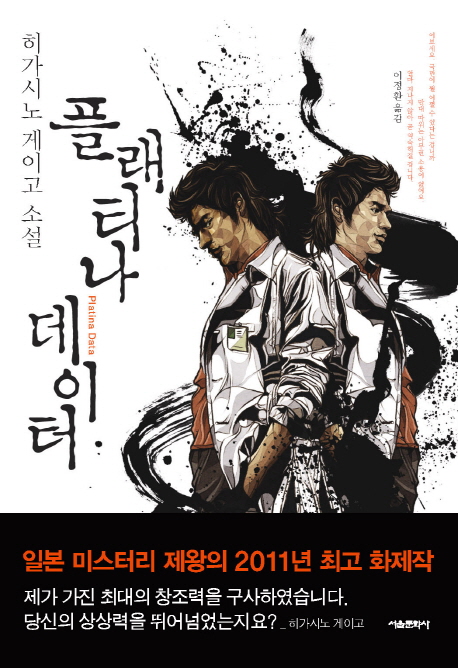 히가시노 게이고 소설
플래티나 데이터.
Platina Data
이정환 옮김
일본 미스터리 제왕의 2011년 최고 화제작
제가 가진 최대의 창조력을 구사하였습니다.
당신의 상상력을 뛰어넘었는지요? _ 히가시노 게이고
서울문화사